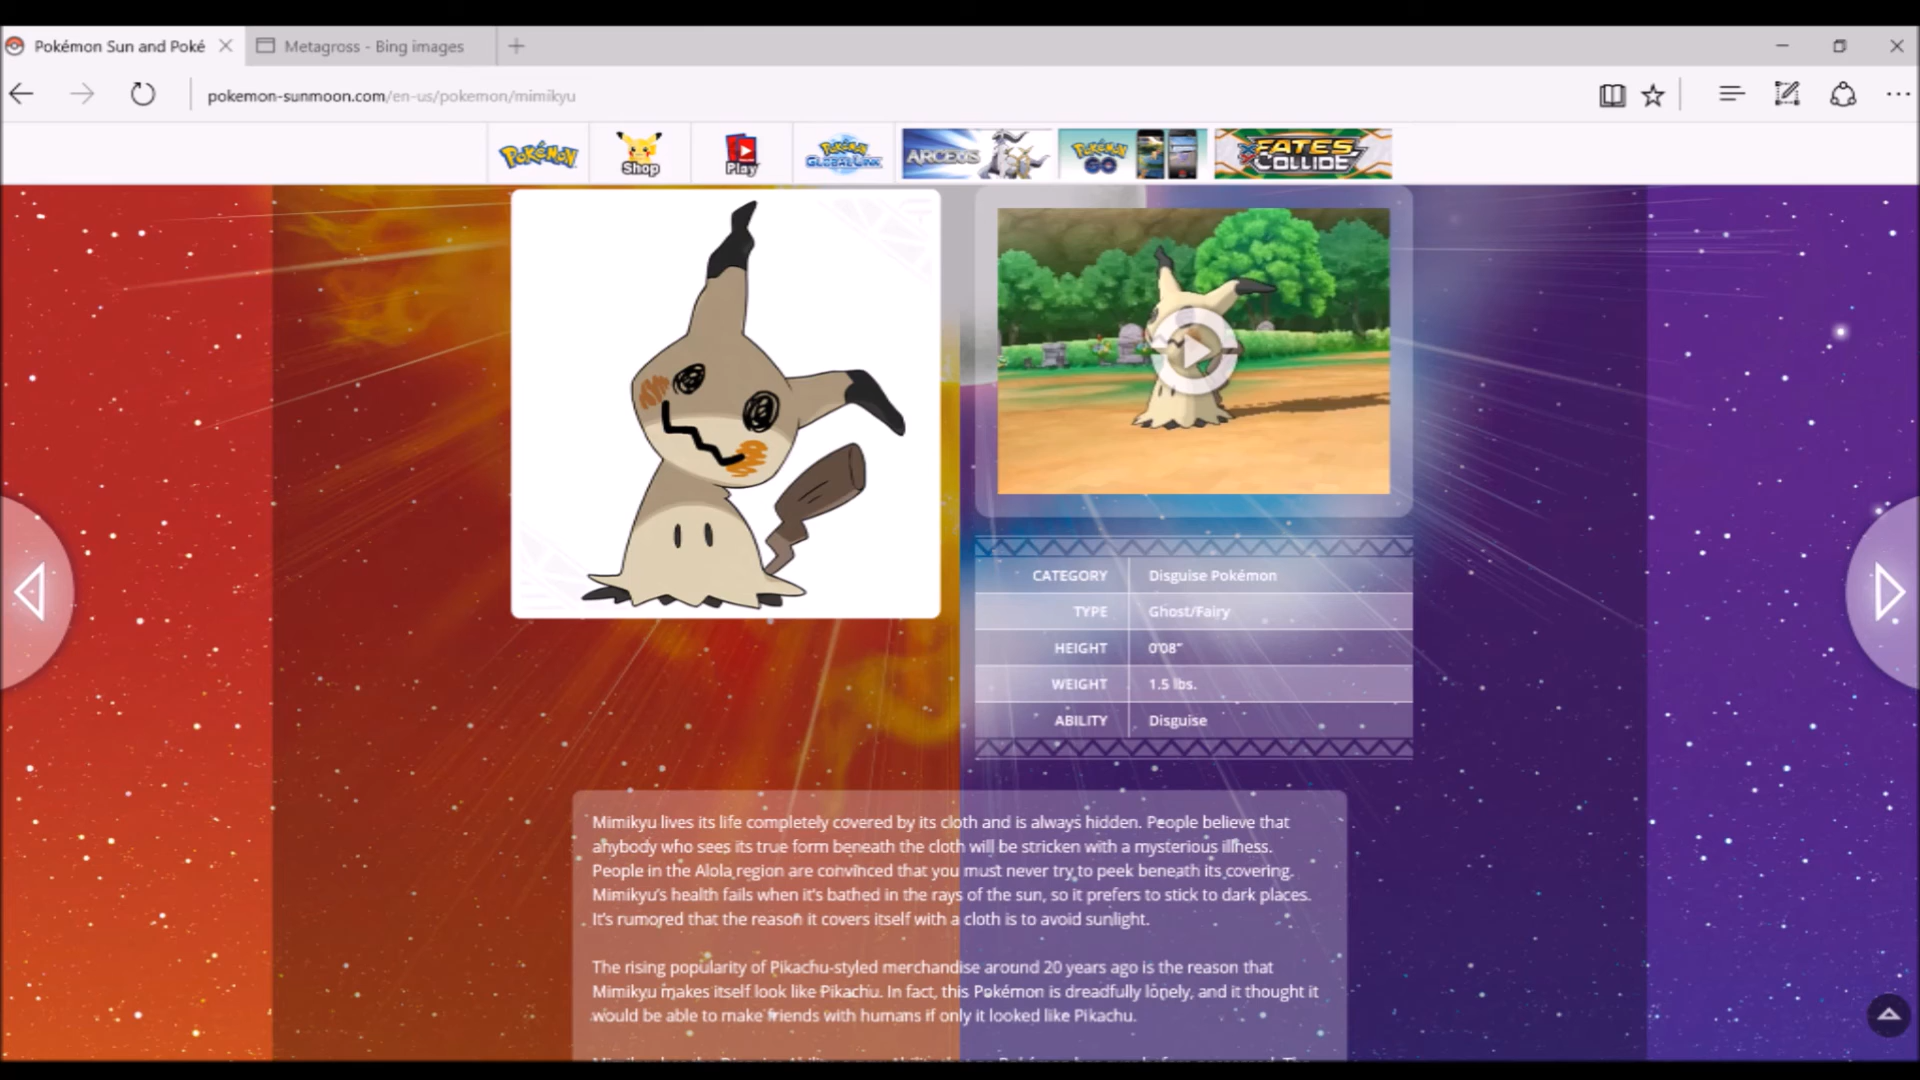 Pokémon Sun and Poké
Metagross - Bing images
pokemon-sunmoon.com/en-us/pokemon/mimikyu
POKÉMON
Shop
Play
POKÉMON GLOBAL LINK
ARCEUS
POKÉMON GO
FATES COLLIDE
CATEGORY Disguise Pokémon
TYPE Ghost/Fairy
HEIGHT 0'08"
WEIGHT 1.5 lbs.
ABILITY Disguise
Mimikyu lives its life completely covered by its cloth and is always hidden. People believe that
anybody who sees its true form beneath the cloth will be stricken with a mysterious illness.
People in the Alola region are convinced that you must never try to peek beneath its covering.
Mimikyu's health fails when it's bathed in the rays of the sun, so it prefers to stick to dark places.
It's rumored that the reason it covers itself with a cloth is to avoid sunlight.
The rising popularity of Pikachu-styled merchandise around 20 years ago is the reason that
Mimikyu makes itself look like Pikachu. In fact, this Pokémon is dreadfully lonely, and it thought it
would be able to make friends with humans if only it looked like Pikachu.